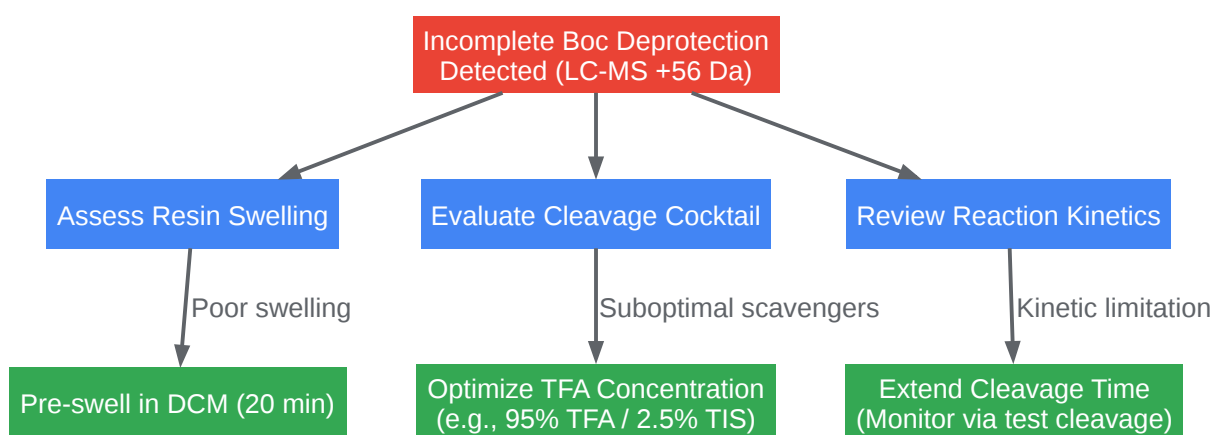 Incomplete Boc Deprotection
Detected (LC-MS +56 Da)
Assess Resin Swelling
Evaluate Cleavage Cocktail
Review Reaction Kinetics
Poor swelling
Suboptimal scavengers
Kinetic limitation
Pre-swell in DCM (20 min)
Optimize TFA Concentration
(e.g., 95% TFA / 2.5% TIS)
Extend Cleavage Time
(Monitor via test cleavage)